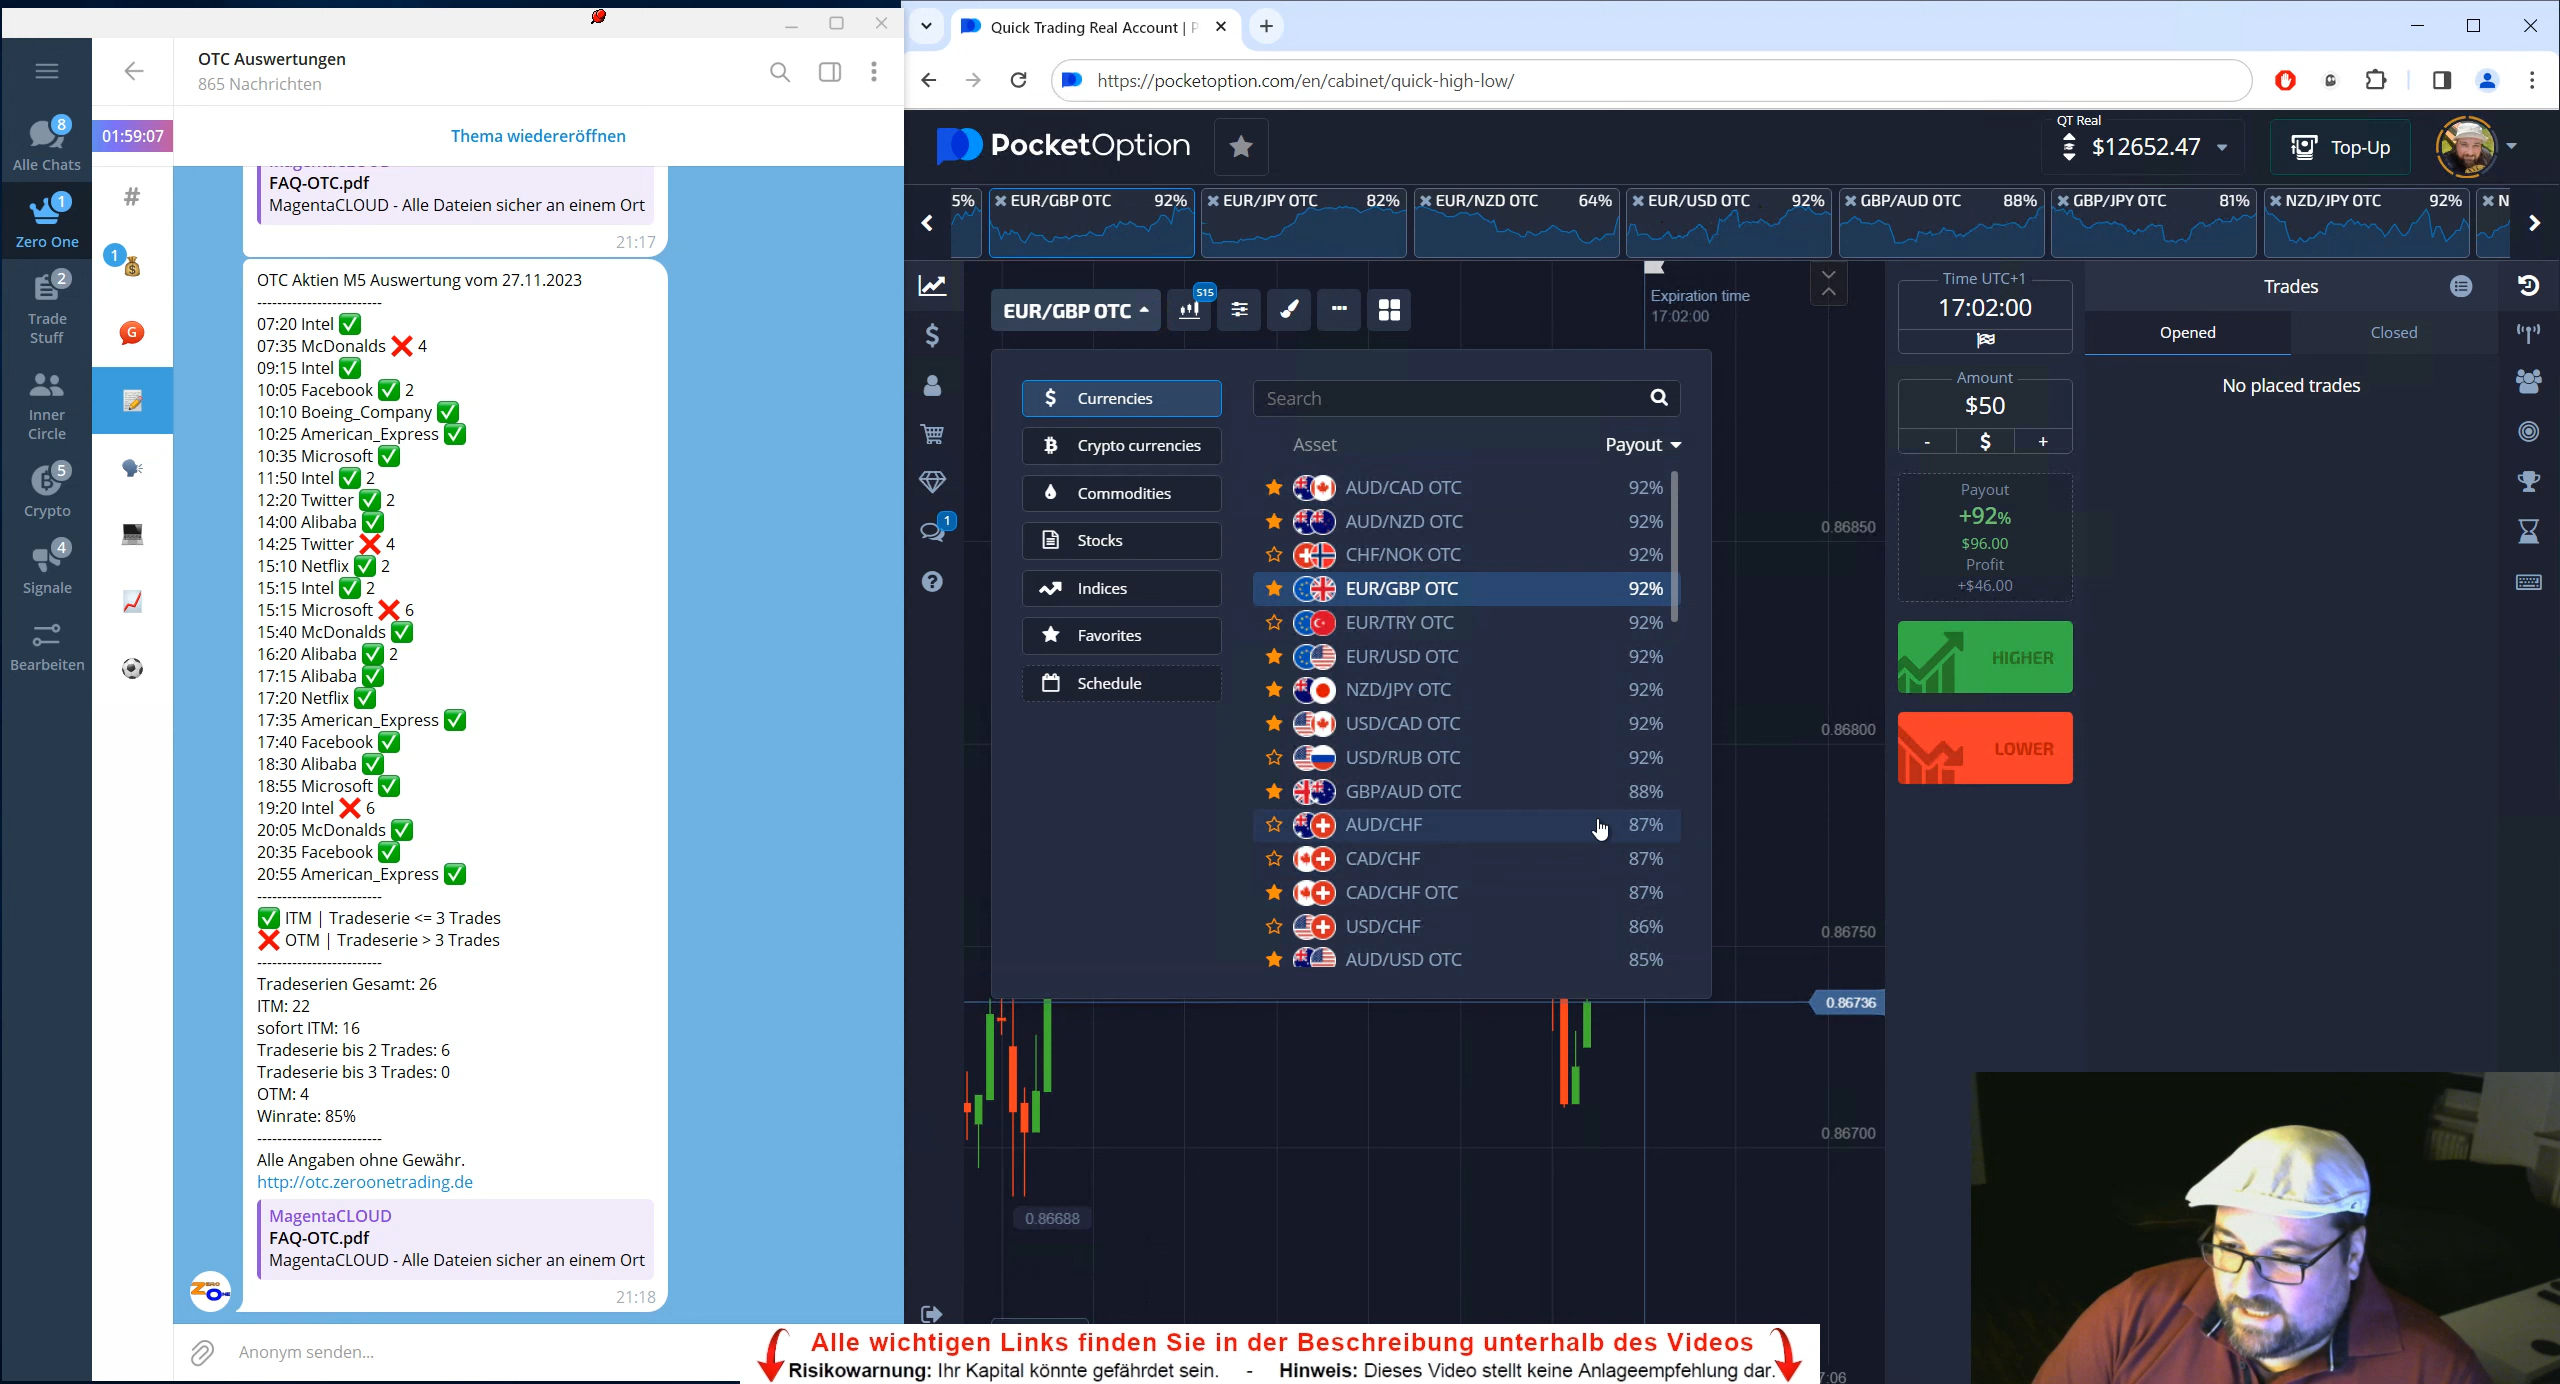 OTC Auswertungen
865 Nachrichten
01:59:07
Thema wiedereröffnen
8
Alle Chats
1
Zero One
2
Trade
Stuff
Inner
Circle
5
Crypto
4
Signale
Bearbeiten
1
G
FAQ-OTC.pdf
MagentaCLOUD - Alle Dateien sicher an einem Ort
21:17
OTC Aktien M5 Auswertung vom 27.11.2023
-------------------------
07:20 Intel ✅
07:35 McDonalds ❌ 4
09:15 Intel ✅
10:05 Facebook ✅ 2
10:10 Boeing_Company ✅
10:25 American_Express ✅
10:35 Microsoft ✅
11:50 Intel ✅ 2
12:20 Twitter ✅ 2
14:00 Alibaba ✅
14:25 Twitter ❌ 4
15:10 Netflix ✅ 2
15:15 Intel ✅ 2
15:15 Microsoft ❌ 6
15:40 McDonalds ✅
16:20 Alibaba ✅ 2
17:15 Alibaba ✅
17:20 Netflix ✅
17:35 American_Express ✅
17:40 Facebook ✅
18:30 Alibaba ✅
18:55 Microsoft ✅
19:20 Intel ❌ 6
20:05 McDonalds ✅
20:35 Facebook ✅
20:55 American_Express ✅
-------------------------
✅ ITM | Tradeserie <= 3 Trades
❌ OTM | Tradeserie > 3 Trades
-------------------------
Tradeserien Gesamt: 26
ITM: 22
sofort ITM: 16
Tradeserie bis 2 Trades: 6
Tradeserie bis 3 Trades: 0
OTM: 4
Winrate: 85%
-------------------------
Alle Angaben ohne Gewähr.
http://otc.zeroonetrading.de
MagentaCLOUD
FAQ-OTC.pdf
MagentaCLOUD - Alle Dateien sicher an einem Ort
21:18
ZERO ONE
Anonym senden...
Quick Trading Real Account | P
https://pocketoption.com/en/cabinet/quick-high-low/
PocketOption
QT Real
$12652.47
Top-Up
5%
EUR/GBP OTC 92%
EUR/JPY OTC 82%
EUR/NZD OTC 64%
EUR/USD OTC 92%
GBP/AUD OTC 88%
GBP/JPY OTC 81%
NZD/JPY OTC 92%
N
EUR/GBP OTC
S15
Expiration time
17:02:00
1
Currencies
Crypto currencies
Commodities
Stocks
Indices
Favorites
Schedule
Search
Asset Payout
AUD/CAD OTC 92%
AUD/NZD OTC 92%
CHF/NOK OTC 92%
EUR/GBP OTC 92%
EUR/TRY OTC 92%
EUR/USD OTC 92%
NZD/JPY OTC 92%
USD/CAD OTC 92%
USD/RUB OTC 92%
GBP/AUD OTC 88%
AUD/CHF 87%
CAD/CHF 87%
CAD/CHF OTC 87%
USD/CHF 86%
AUD/USD OTC 85%
0.86850
0.86800
0.86750
0.86736
0.86700
0.86688
Time UTC+1
17:02:00
Amount
$50
- $ +
Payout
+92%
$96.00
Profit
+$46.00
HIGHER
LOWER
Trades
Opened Closed
No placed trades
Alle wichtigen Links finden Sie in der Beschreibung unterhalb des Videos
Risikowarnung: Ihr Kapital könnte gefährdet sein. - Hinweis: Dieses Video stellt keine Anlageempfehlung dar.
7:06